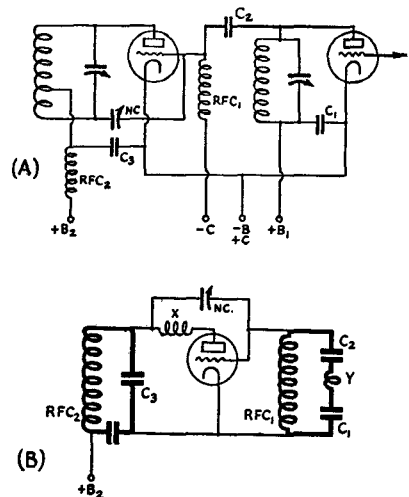 C₂
(A)
NC
RFC₁
C₁
C₃
RFC₂
+B₂
-C
-B
+C
+B₁
NC.
X
C₂
C₃
Y
RFC₂
RFC₁
C₁
(B)
+B₂